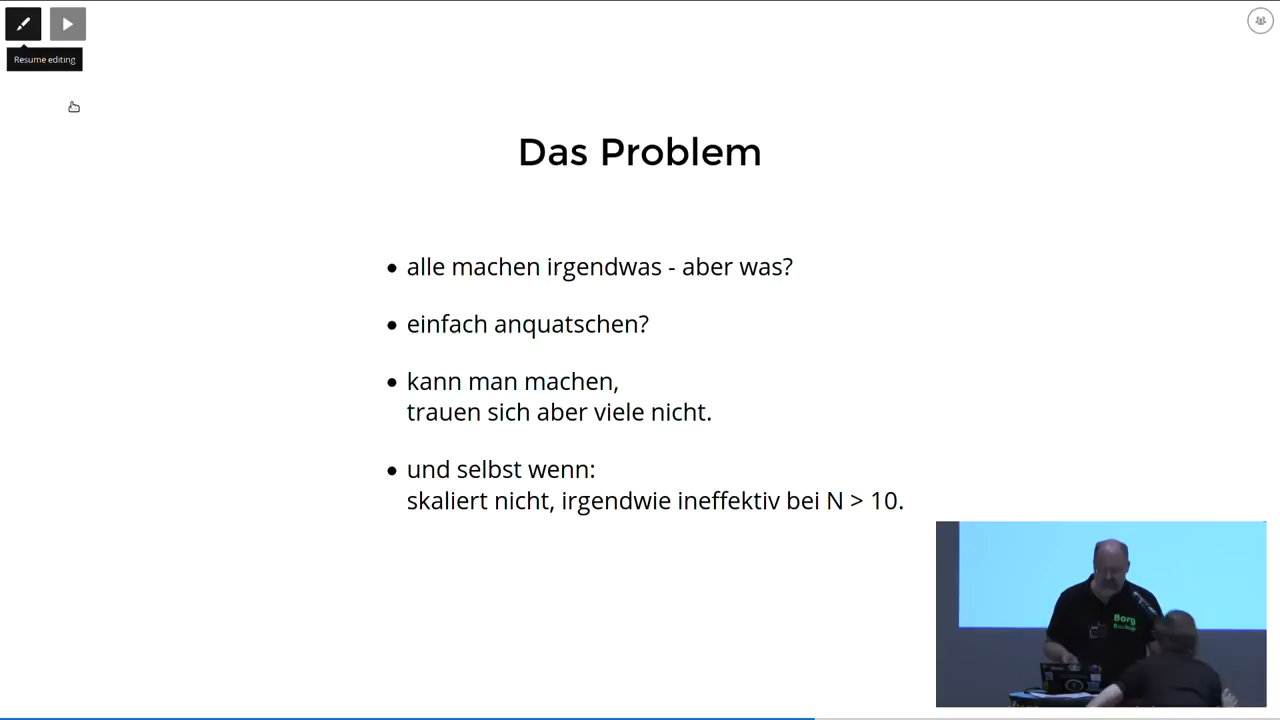 Resume editing
Das Problem
alle machen irgendwas - aber was?
einfach anquatschen?
kann man machen,
trauen sich aber viele nicht.
und selbst wenn:
skaliert nicht, irgendwie ineffektiv bei N > 10.
Borg
Backup